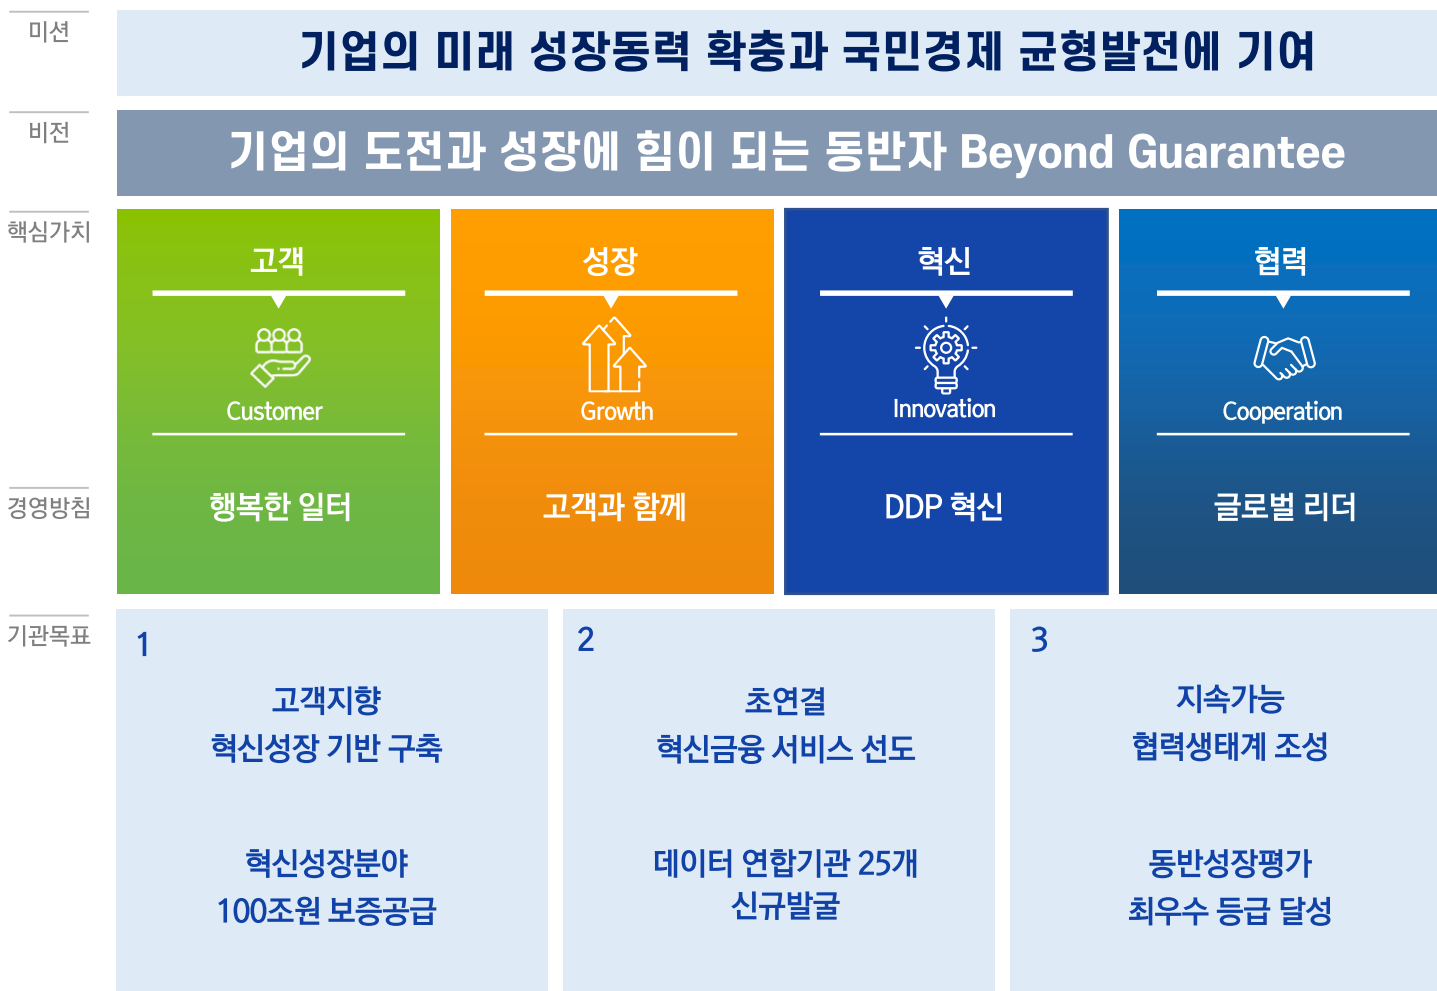 미션
기업의 미래 성장동력 확충과 국민경제 균형발전에 기여
비전
기업의 도전과 성장에 힘이 되는 동반자 Beyond Guarantee
핵심가치
고객
성장
혁신
협력
Customer
Growth
Innovation
Cooperation
경영방침
행복한 일터
고객과 함께
DDP 혁신
글로벌 리더
기관목표
1
고객지향
혁신성장 기반 구축
혁신성장분야
100조원 보증공급
2
초연결
혁신금융 서비스 선도
데이터 연합기관 25개
신규발굴
3
지속가능
협력생태계 조성
동반성장평가
최우수 등급 달성